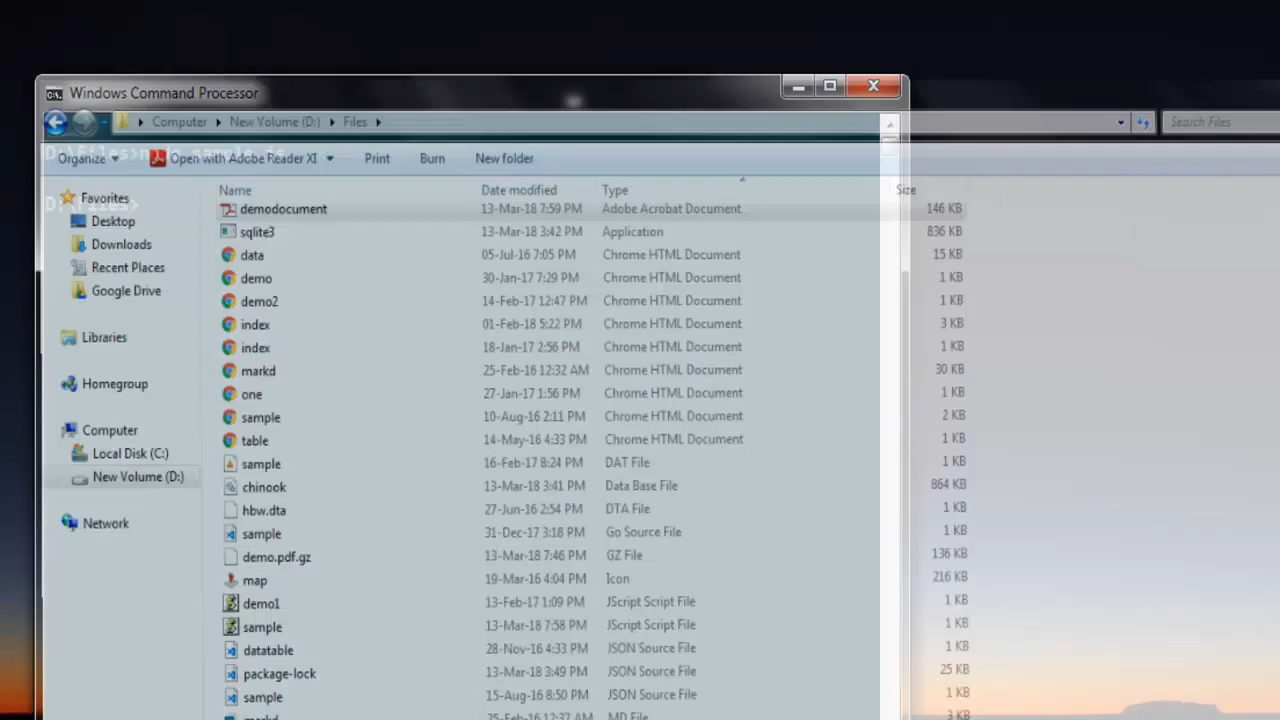 Windows Command Processor
Computer New Volume (D:) Files Search Files
Organize Open with Adobe Reader XI Print Burn New folder
D:\Files>
Favorites
Desktop
Downloads
Recent Places
Google Drive
Libraries
Homegroup
Computer
Local Disk (C:)
New Volume (D:)
Network
Name Date modified Type Size
demodocument 13-Mar-18 7:59 PM Adobe Acrobat Document 146 KB
sqlite3 13-Mar-18 3:42 PM Application 836 KB
data 05-Jul-16 7:05 PM Chrome HTML Document 15 KB
demo 30-Jan-17 7:29 PM Chrome HTML Document 1 KB
demo2 14-Feb-17 12:47 PM Chrome HTML Document 1 KB
index 01-Feb-18 5:22 PM Chrome HTML Document 3 KB
index 18-Jan-17 2:56 PM Chrome HTML Document 1 KB
markd 25-Feb-16 12:32 AM Chrome HTML Document 30 KB
one 27-Jan-17 1:56 PM Chrome HTML Document 1 KB
sample 10-Aug-16 2:11 PM Chrome HTML Document 2 KB
table 14-May-16 4:33 PM Chrome HTML Document 1 KB
sample 16-Feb-17 8:24 PM DAT File 1 KB
chinook 13-Mar-18 3:41 PM Data Base File 864 KB
hbw.dta 27-Jun-16 2:54 PM DTA File 1 KB
sample 31-Dec-17 3:18 PM Go Source File 1 KB
demo.pdf.gz 13-Mar-18 7:46 PM GZ File 136 KB
map 19-Mar-16 4:04 PM Icon 216 KB
demo1 13-Feb-17 1:09 PM JScript Script File 1 KB
sample 13-Mar-18 7:58 PM JScript Script File 1 KB
datatable 28-Nov-16 4:33 PM JSON Source File 1 KB
package-lock 13-Mar-18 3:49 PM JSON Source File 25 KB
sample 15-Aug-16 8:50 PM JSON Source File 1 KB
markd 25-Feb-16 12:37 AM MD File 3 KB